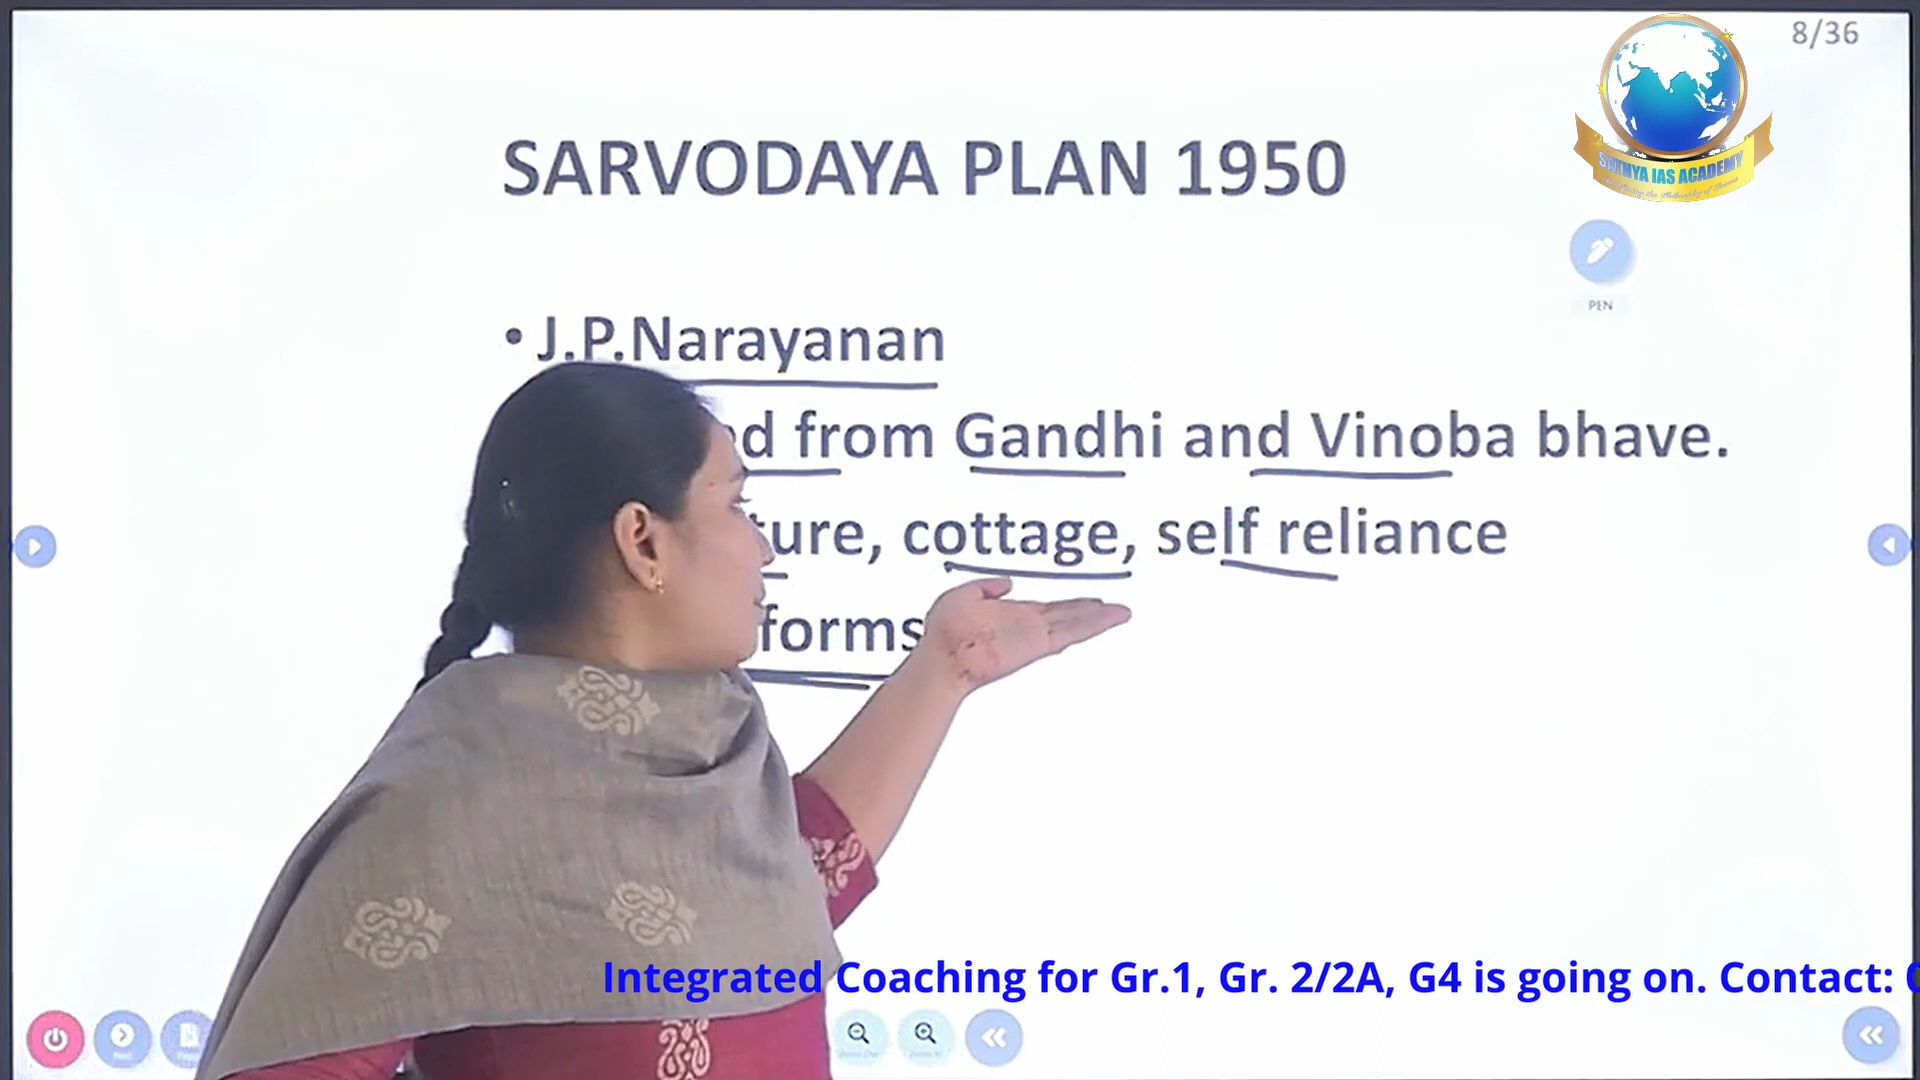 8/36
SATHYA IAS ACADEMY
SARVODAYA PLAN 1950
PEN
• J.P.Narayanan
from Gandhi and Vinoba bhave.
cottage, self reliance
forms
Integrated Coaching for Gr.1, Gr. 2/2A, G4 is going on. Contact: